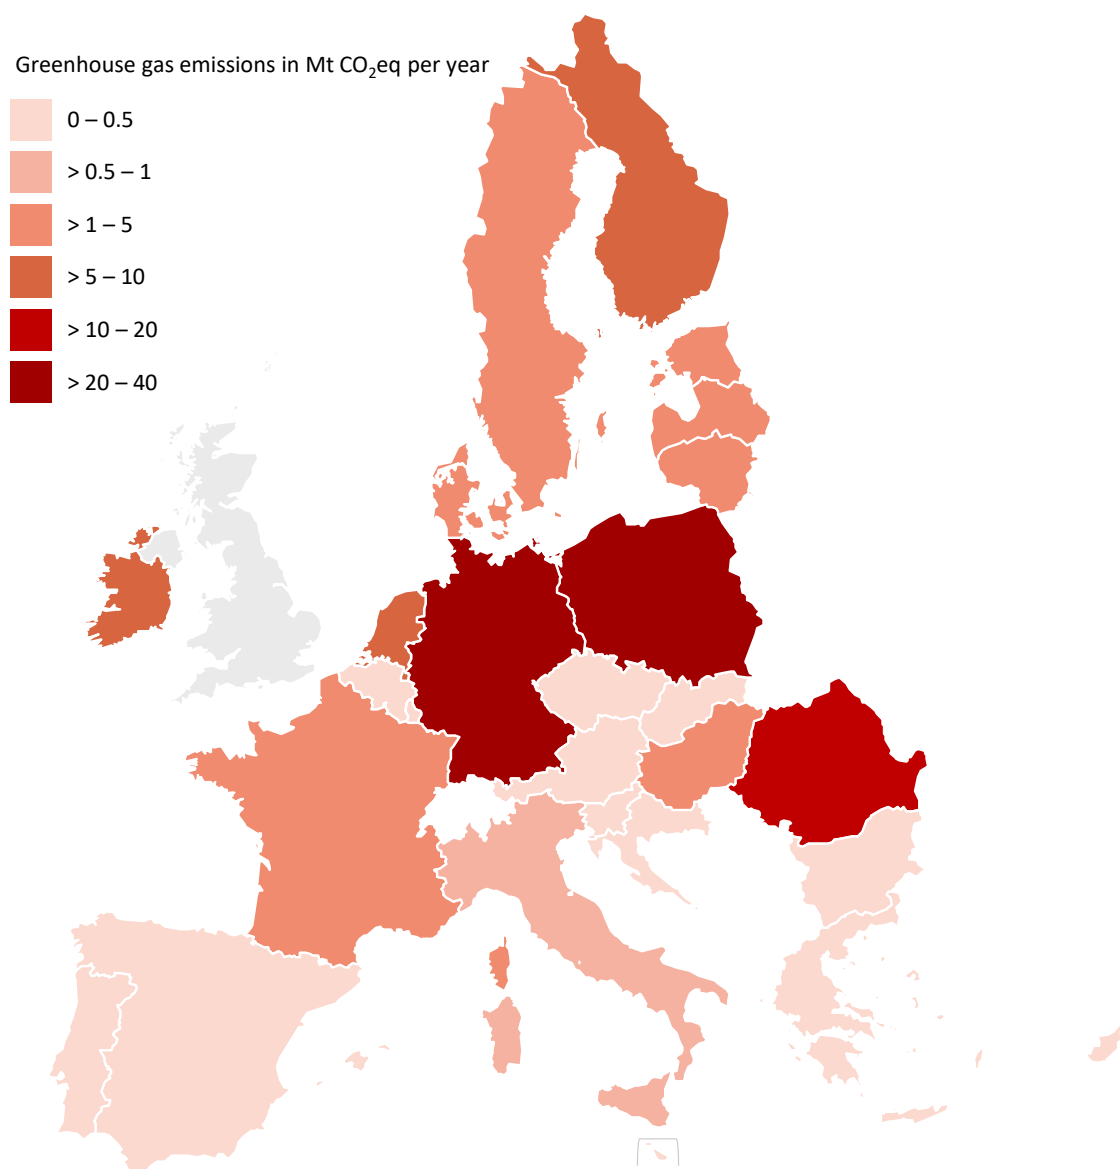 Greenhouse gas emissions in Mt CO₂eq per year
0 – 0.5
> 0.5 – 1
> 1 – 5
> 5 – 10
> 10 – 20
> 20 – 40